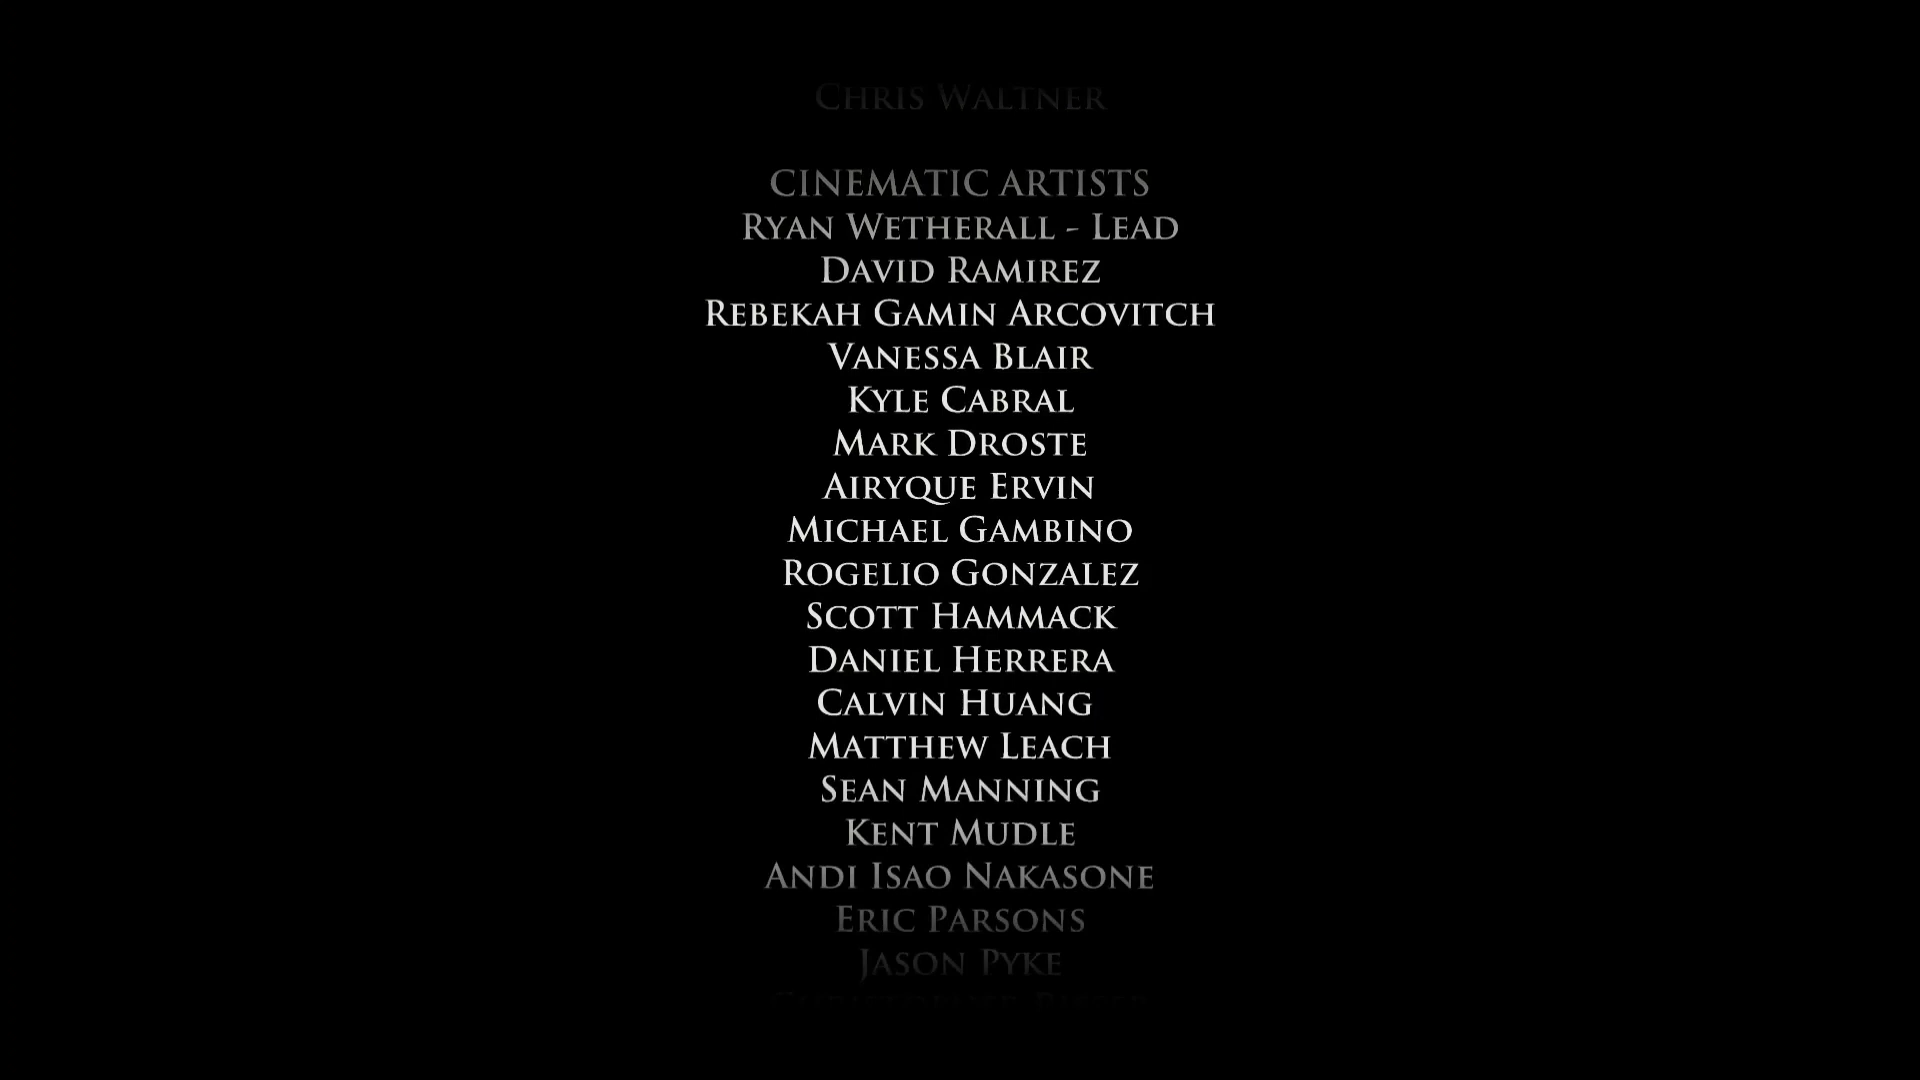 Chris Waltner
CINEMATIC ARTISTS
Ryan Wetherall - Lead
David Ramirez
Rebekah Gamin Arcovitch
Vanessa Blair
Kyle Cabral
Mark Droste
Airyque Ervin
Michael Gambino
Rogelio Gonzalez
Scott Hammack
Daniel Herrera
Calvin Huang
Matthew Leach
Sean Manning
Kent Mudle
Andi Isao Nakasone
Eric Parsons
Jason Pyke